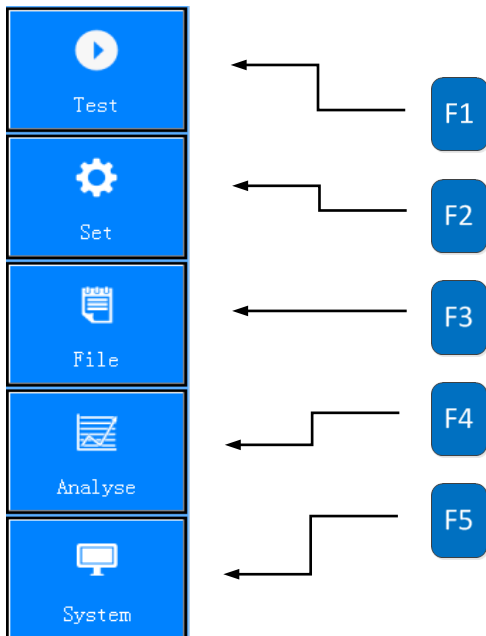 Test
F1
Set
F2
File
F3
Analyse
F4
System
F5